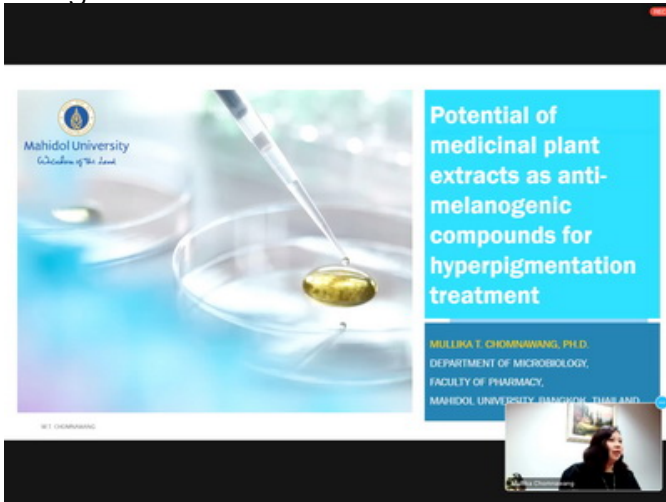 Mahidol University
Wisdom of the Land
Potential of
medicinal plant
extracts as anti-
melanogenic
compounds for
hyperpigmentation
treatment
MULLIKA T. CHOMNAWANG, PH.D.
DEPARTMENT OF MICROBIOLOGY,
FACULTY OF PHARMACY,
MAHIDOL UNIVERSITY, BANGKOK, THAILAND
M.T. CHOMNAWANG
Mullika Chomnawang